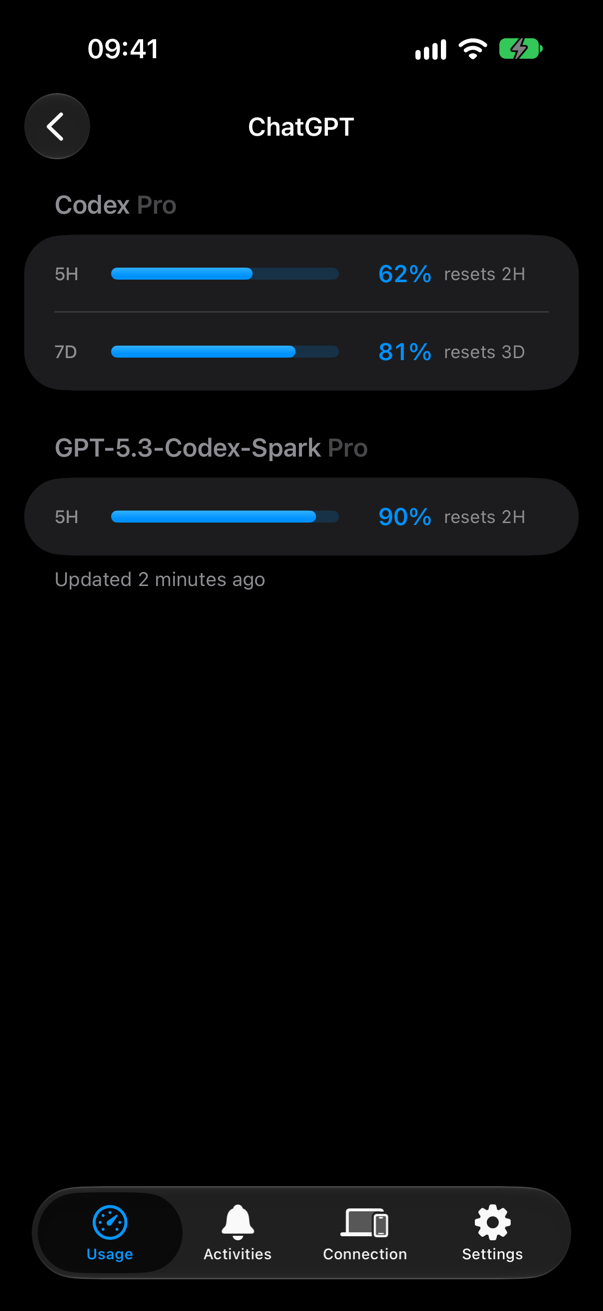 09:41
ChatGPT
Codex Pro
5H 62% resets 2H
7D 81% resets 3D
GPT-5.3-Codex-Spark Pro
5H 90% resets 2H
Updated 2 minutes ago
Usage Activities Connection Settings